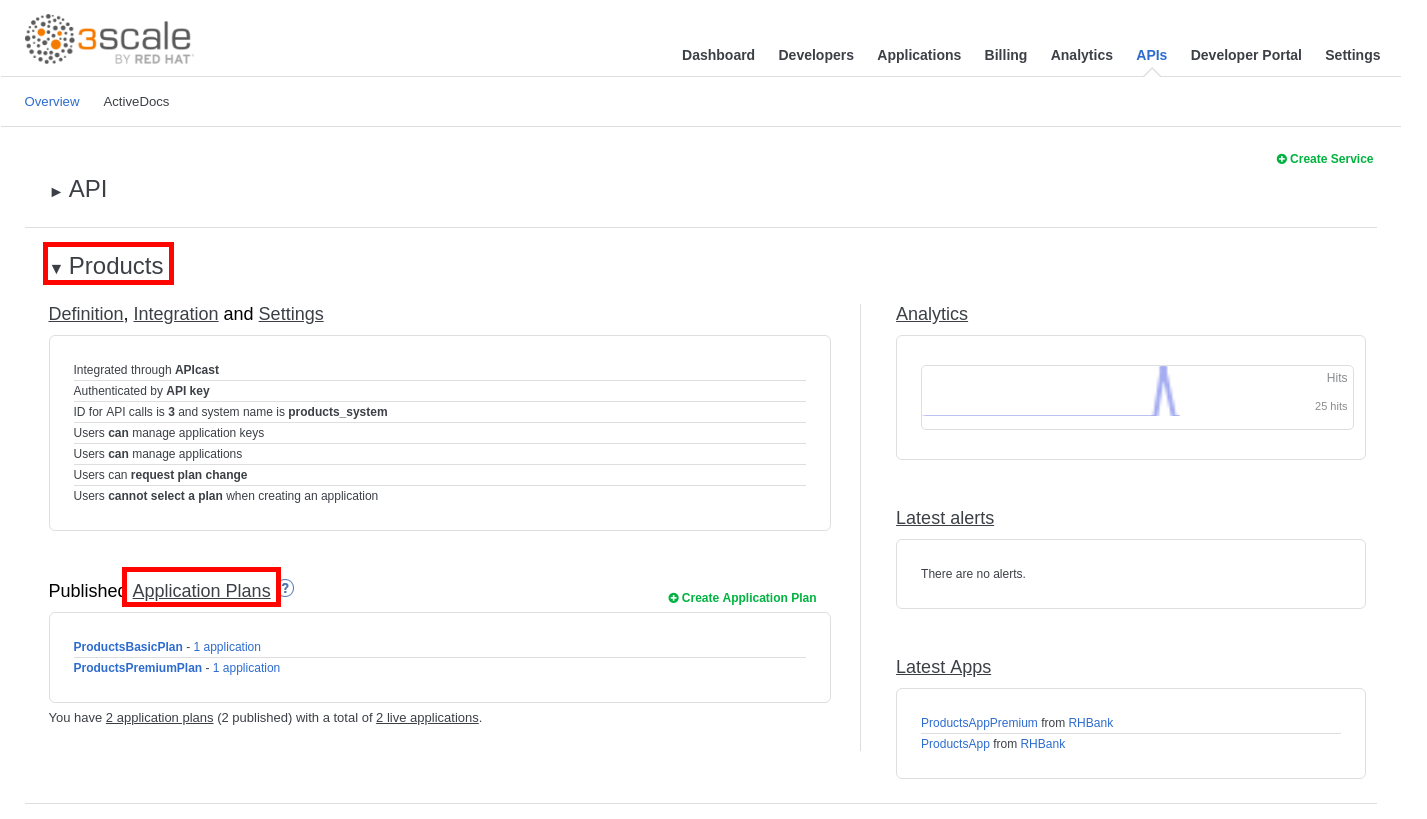 3scale
BY RED HAT
Dashboard Developers Applications Billing Analytics APIs Developer Portal Settings
Overview ActiveDocs
Create Service
► API
▼ Products
Definition, Integration and Settings
Integrated through APIcast
Authenticated by API key
ID for API calls is 3 and system name is products_system
Users can manage application keys
Users can manage applications
Users can request plan change
Users cannot select a plan when creating an application
Published Application Plans ?
Create Application Plan
ProductsBasicPlan - 1 application
ProductsPremiumPlan - 1 application
You have 2 application plans (2 published) with a total of 2 live applications.
Analytics
Hits
25 hits
Latest alerts
There are no alerts.
Latest Apps
ProductsAppPremium from RHBank
ProductsApp from RHBank